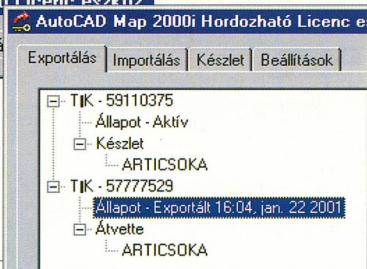 AutoCAD Map 2000i Hordozható Licenc
Exportálás Importálás Készlet Beállítások
TIK - 59110375
Állapot - Aktív
Készlet
ARTICSOKA
TIK - 57777529
Állapot - Exportált 16:04, jan. 22 2001
Átvette
ARTICSOKA